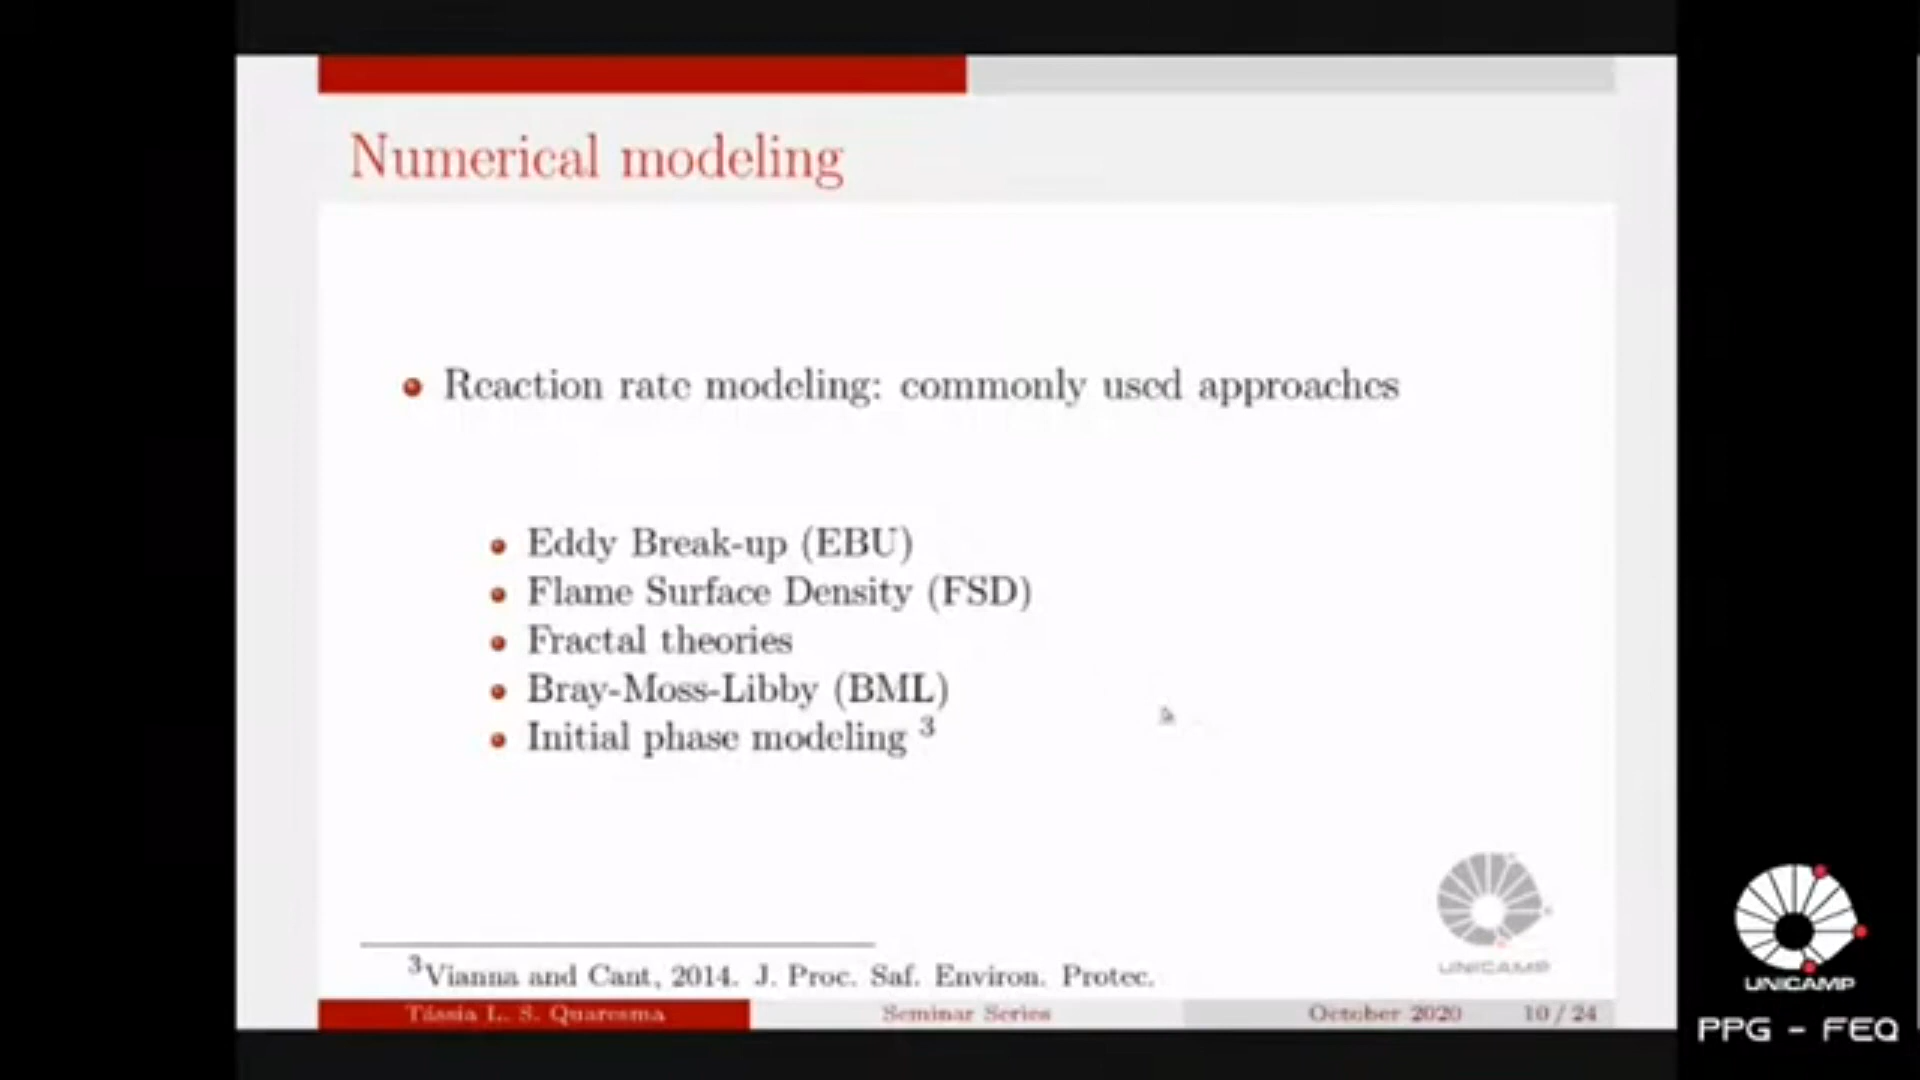 Numerical modeling
Reaction rate modeling: commonly used approaches
Eddy Break-up (EBU)
Flame Surface Density (FSD)
Fractal theories
Bray-Moss-Libby (BML)
Initial phase modeling 3
3Vianna and Cant, 2014. J. Proc. Saf. Environ. Protec.
UNICAMP
Tássia L. S. Quaresma Seminar Series October 2020 10 / 24
UNICAMP
PPG - FEQ